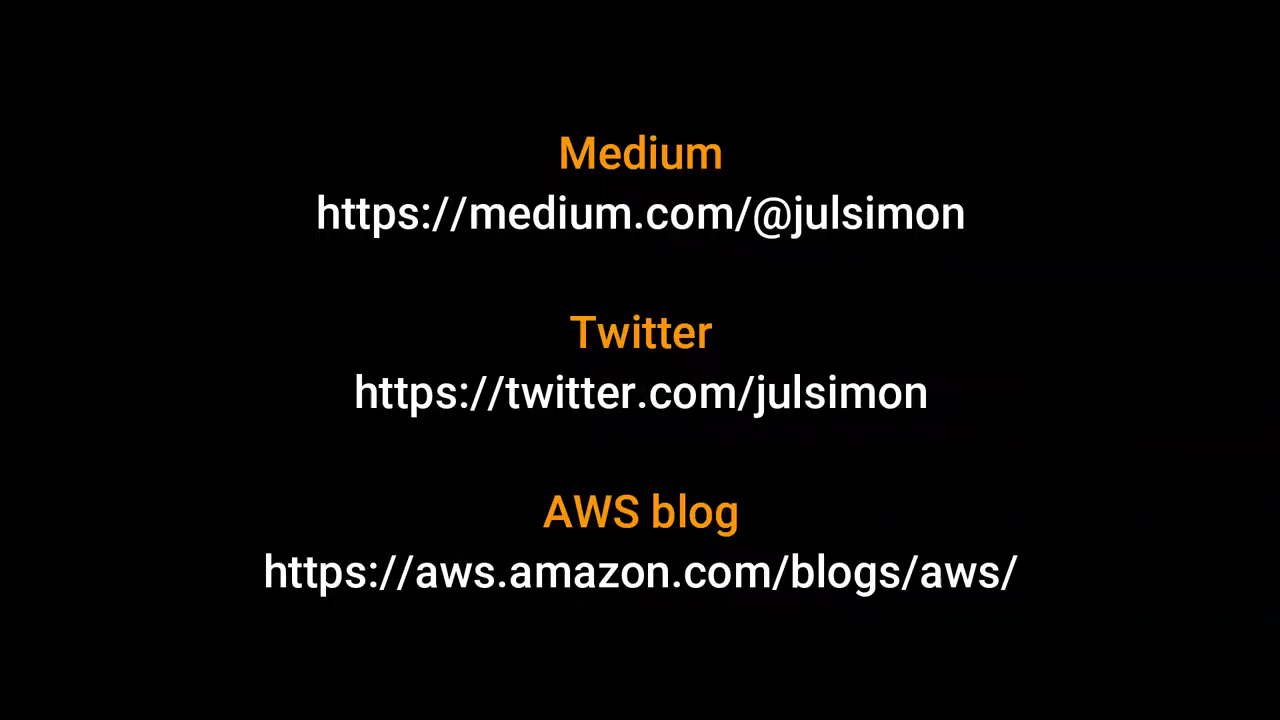 Medium
https://medium.com/@julsimon
Twitter
https://twitter.com/julsimon
AWS blog
https://aws.amazon.com/blogs/aws/